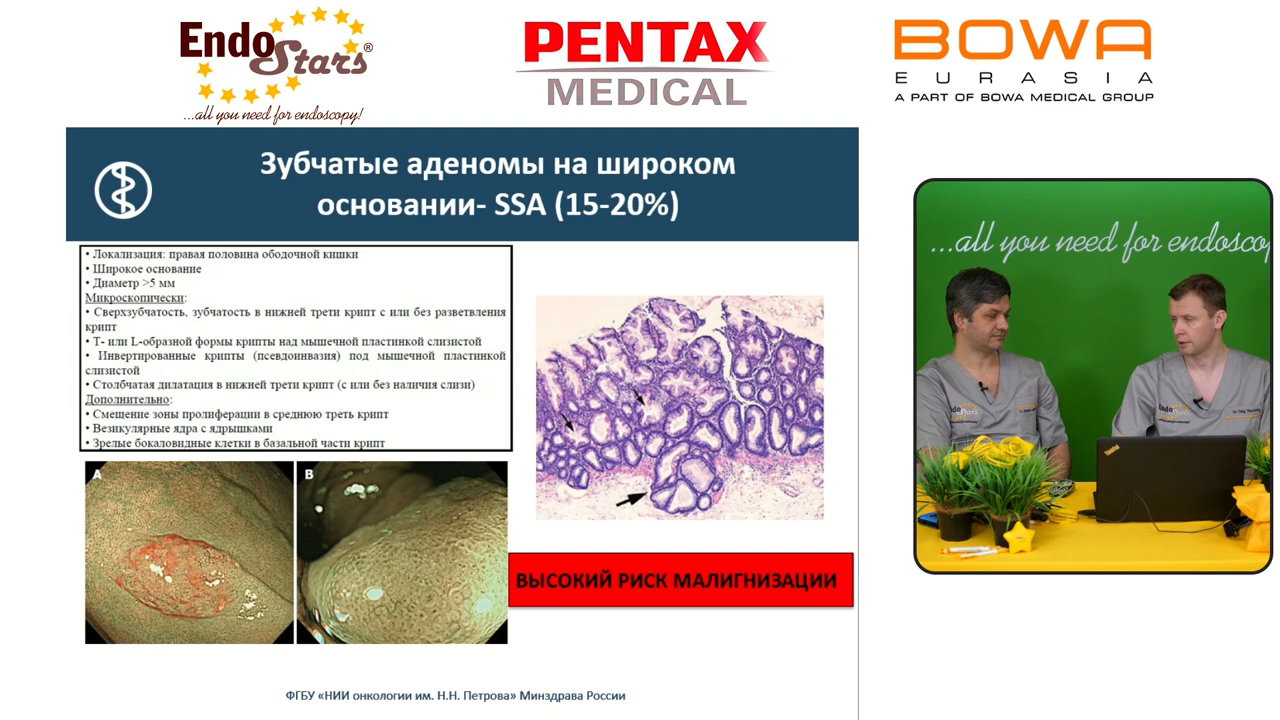 EndoStars®
...all you need for endoscopy!
PENTAX
MEDICAL
BOWA
EURASIA
A PART OF BOWA MEDICAL GROUP
Зубчатые аденомы на широком
основании- SSA (15-20%)
• Локализация: правая половина ободочной кишки
• Широкое основание
• Диаметр >5 мм
Микроскопически:
• Сверхзубчатость, зубчатость в нижней трети крипт с или без разветвления
крипт
• Т- или L-образной формы крипты над мышечной пластинкой слизистой
• Инвертированные крипты (псевдоинвазия) под мышечной пластинкой
слизистой
• Столбчатая дилатация в нижней трети крипт (с или без наличия слизи)
Дополнительно:
• Смещение зоны пролиферации в среднюю треть крипт
• Везикулярные ядра с ядрышками
• Зрелые бокаловидные клетки в базальной части крипт
A
B
ВЫСОКИЙ РИСК МАЛИГНИЗАЦИИ
ФГБУ «НИИ онкологии им. Н.Н. Петрова» Минздрава России
...all you need for endoscop
ThinkPad